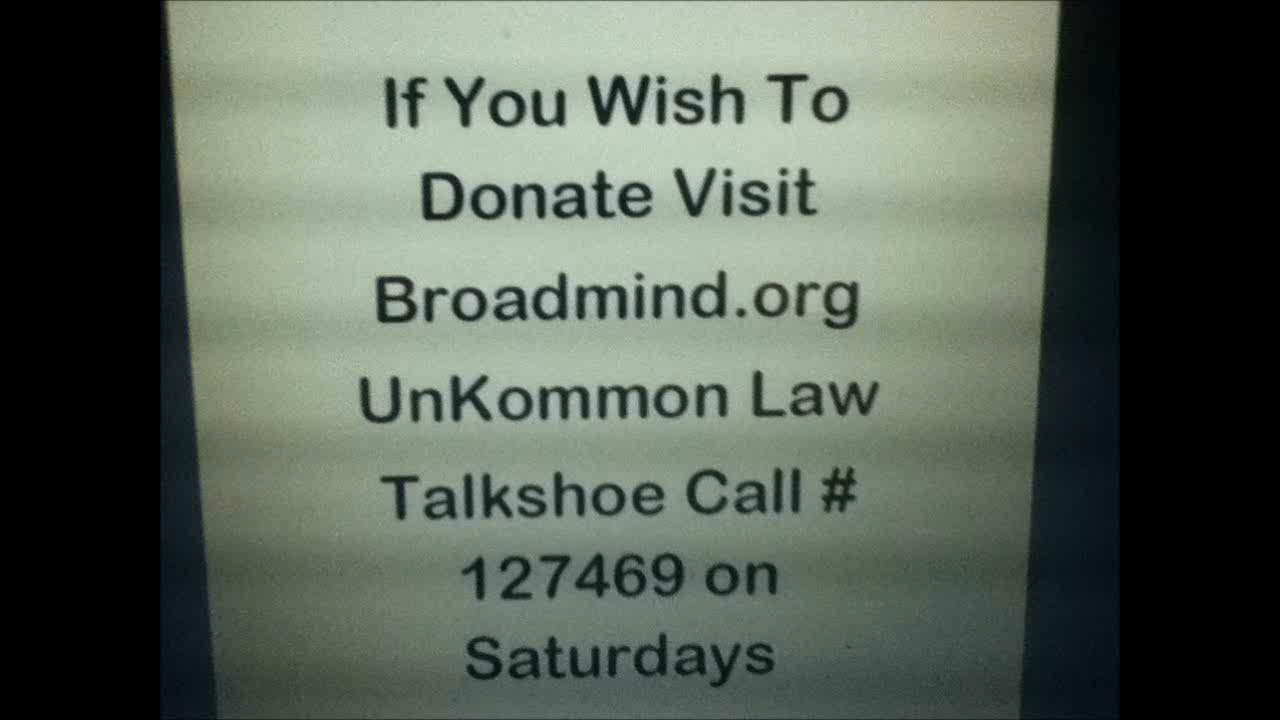 If You Wish To
Donate Visit
Broadmind.org
UnKommon Law
Talkshoe Call #
127469 on
Saturdays